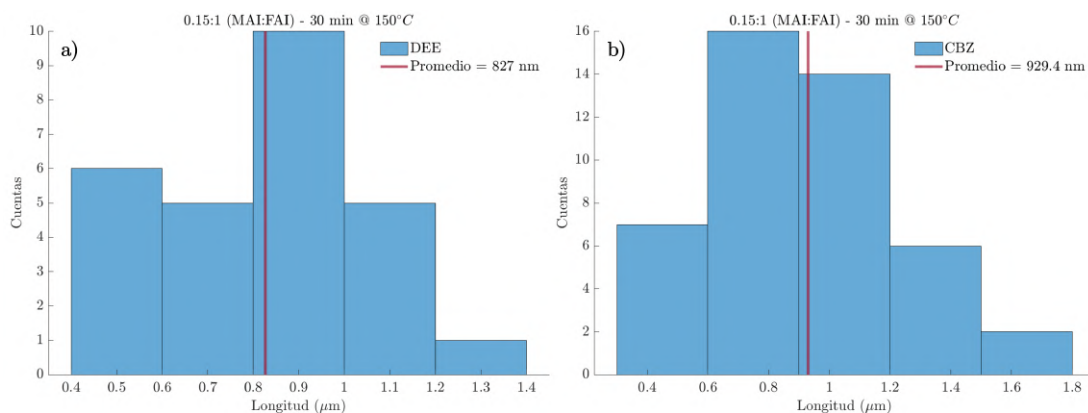 0.15:1 (MAI:FAI) - 30 min @ 150°C
a)
DEE
Promedio = 827 nm
10
9
8
7
6
5
4
3
2
1
0
Cuentas
0.4 0.5 0.6 0.7 0.8 0.9 1 1.1 1.2 1.3 1.4
Longitud (μm)
0.15:1 (MAI:FAI) - 30 min @ 150°C
b)
CBZ
Promedio = 929.4 nm
16
14
12
10
8
6
4
2
0
Cuentas
0.4 0.6 0.8 1 1.2 1.4 1.6 1.8
Longitud (μm)